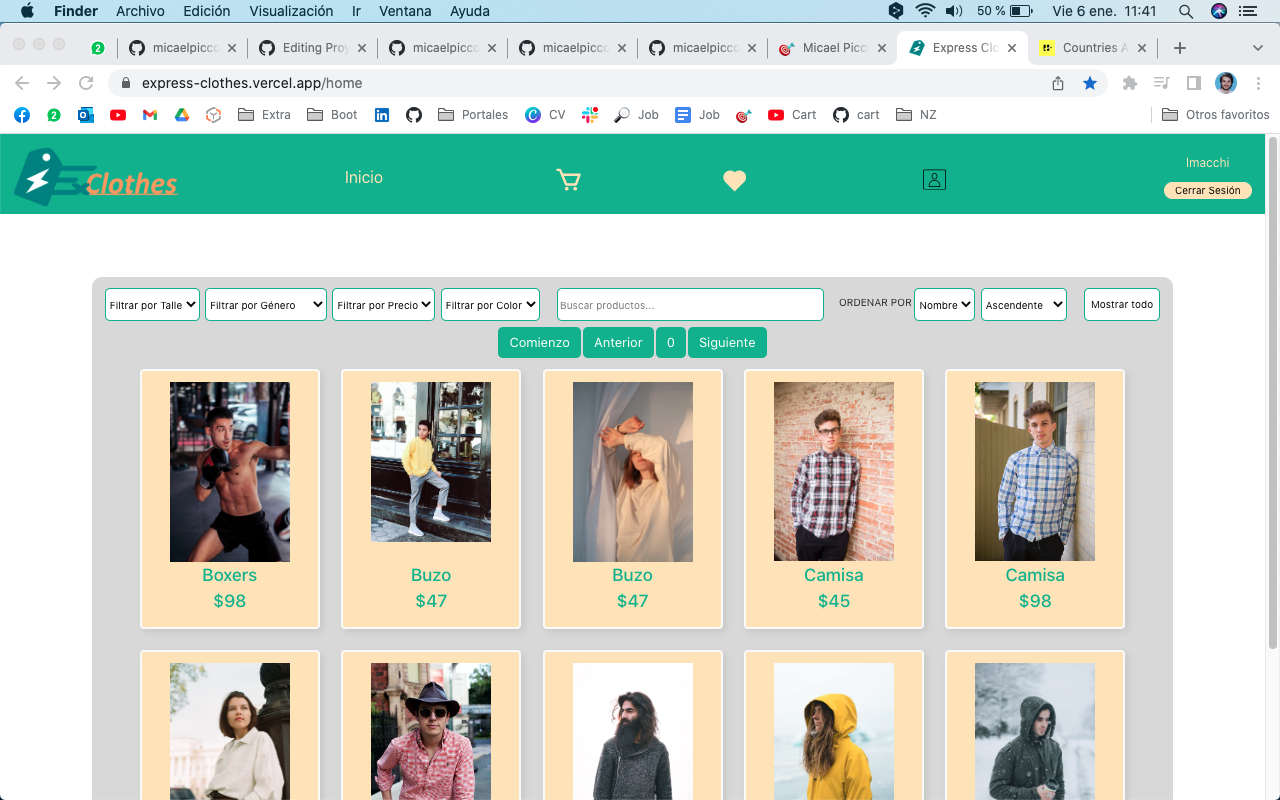 Finder Archivo Edición Visualización Ir Ventana Ayuda 50 % Vie 6 ene. 11:41
2 micaelpicco Editing Proy micaelpicco micaelpicco micaelpicco Micael Picc Express Clo Countries A
express-clothes.vercel.app/home
2 Extra Boot Portales CV Job Job Cart cart NZ Otros favoritos
Clothes
Inicio
lmacchi
Cerrar Sesión
Filtrar por Talle Filtrar por Género Filtrar por Precio Filtrar por Color Buscar productos... ORDENAR POR Nombre Ascendente Mostrar todo
Comienzo Anterior 0 Siguiente
Boxers
$98
Buzo
$47
Buzo
$47
Camisa
$45
Camisa
$98